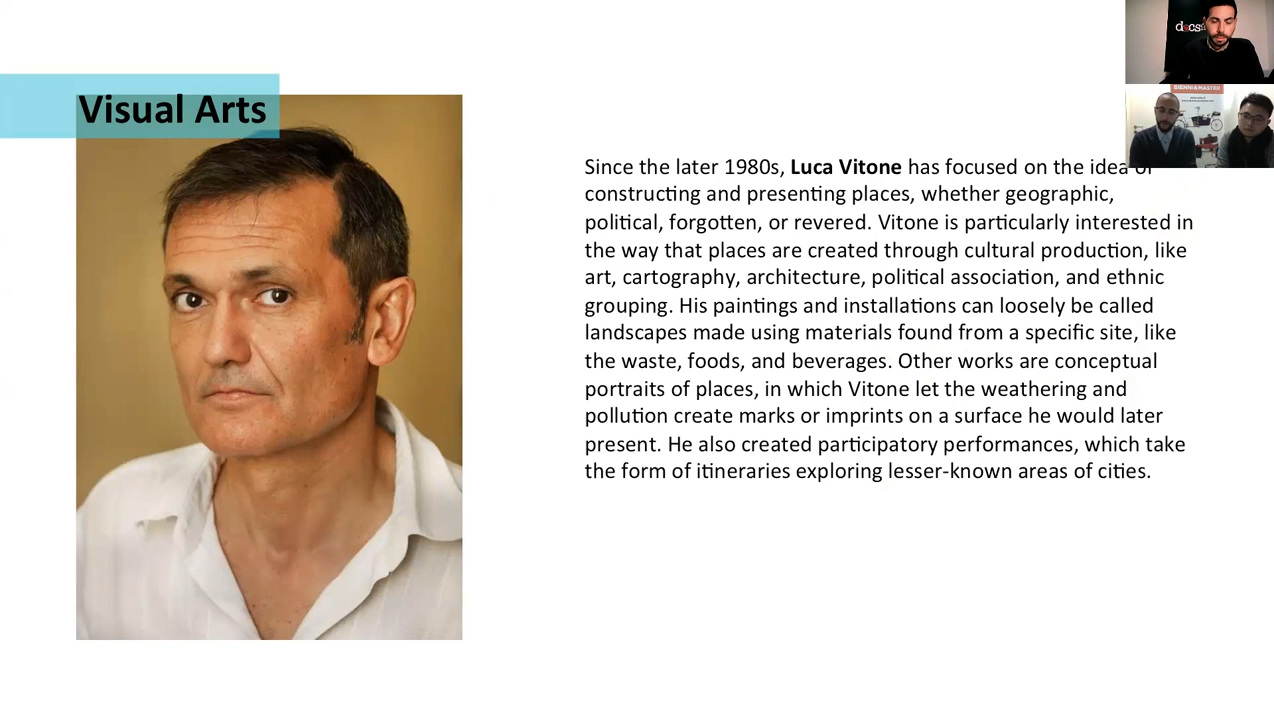 Visual Arts
Since the later 1980s, Luca Vitone has focused on the idea of
constructing and presenting places, whether geographic,
political, forgotten, or revered. Vitone is particularly interested in
the way that places are created through cultural production, like
art, cartography, architecture, political association, and ethnic
grouping. His paintings and installations can loosely be called
landscapes made using materials found from a specific site, like
the waste, foods, and beverages. Other works are conceptual
portraits of places, in which Vitone let the weathering and
pollution create marks or imprints on a surface he would later
present. He also created participatory performances, which take
the form of itineraries exploring lesser-known areas of cities.
docs
BIENNI&MASTER